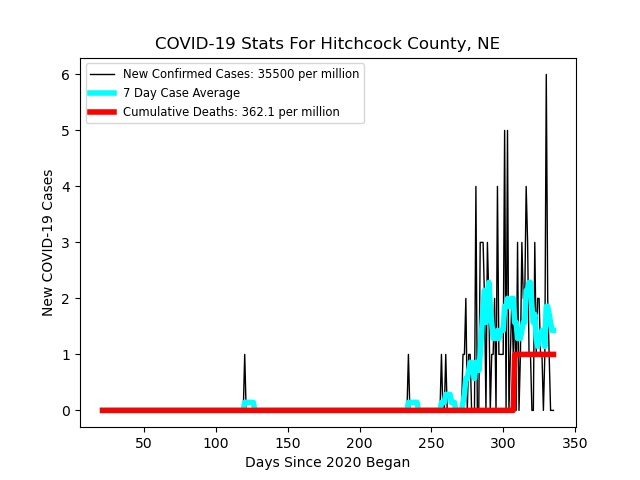 COVID-19 Stats For Hitchcock County, NE
New Confirmed Cases: 35500 per million
7 Day Case Average
Cumulative Deaths: 362.1 per million
New COVID-19 Cases
6
5
4
3
2
1
0
50 100 150 200 250 300 350
Days Since 2020 Began